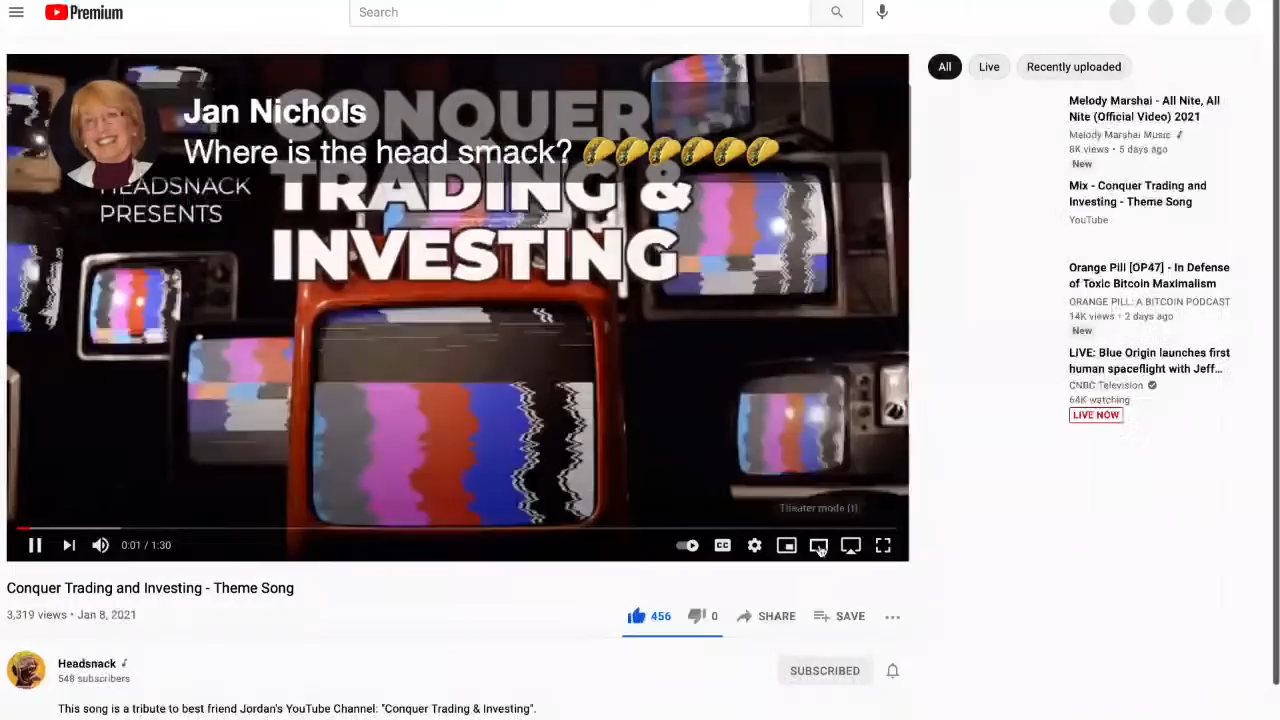 Premium
Search
Jan Nichols
Where is the head smack? 🌮🌮🌮🌮🌮🌮
CONQUER
TRADING &
INVESTING
HEADSNACK
PRESENTS
Theater mode (t)
0:01 / 1:30
CC
Conquer Trading and Investing - Theme Song
3,319 views • Jan 8, 2021
456
0
SHARE
SAVE
Headsnack
548 subscribers
SUBSCRIBED
This song is a tribute to best friend Jordan's YouTube Channel: "Conquer Trading & Investing".
All
Live
Recently uploaded
Melody Marshai - All Nite, All
Nite (Official Video) 2021
Melody Marshai Music
8K views • 5 days ago
New
Mix - Conquer Trading and
Investing - Theme Song
YouTube
Orange Pill [OP47] - In Defense
of Toxic Bitcoin Maximalism
ORANGE PILL: A BITCOIN PODCAST
14K views • 2 days ago
New
LIVE: Blue Origin launches first
human spaceflight with Jeff...
CNBC Television
64K watching
LIVE NOW